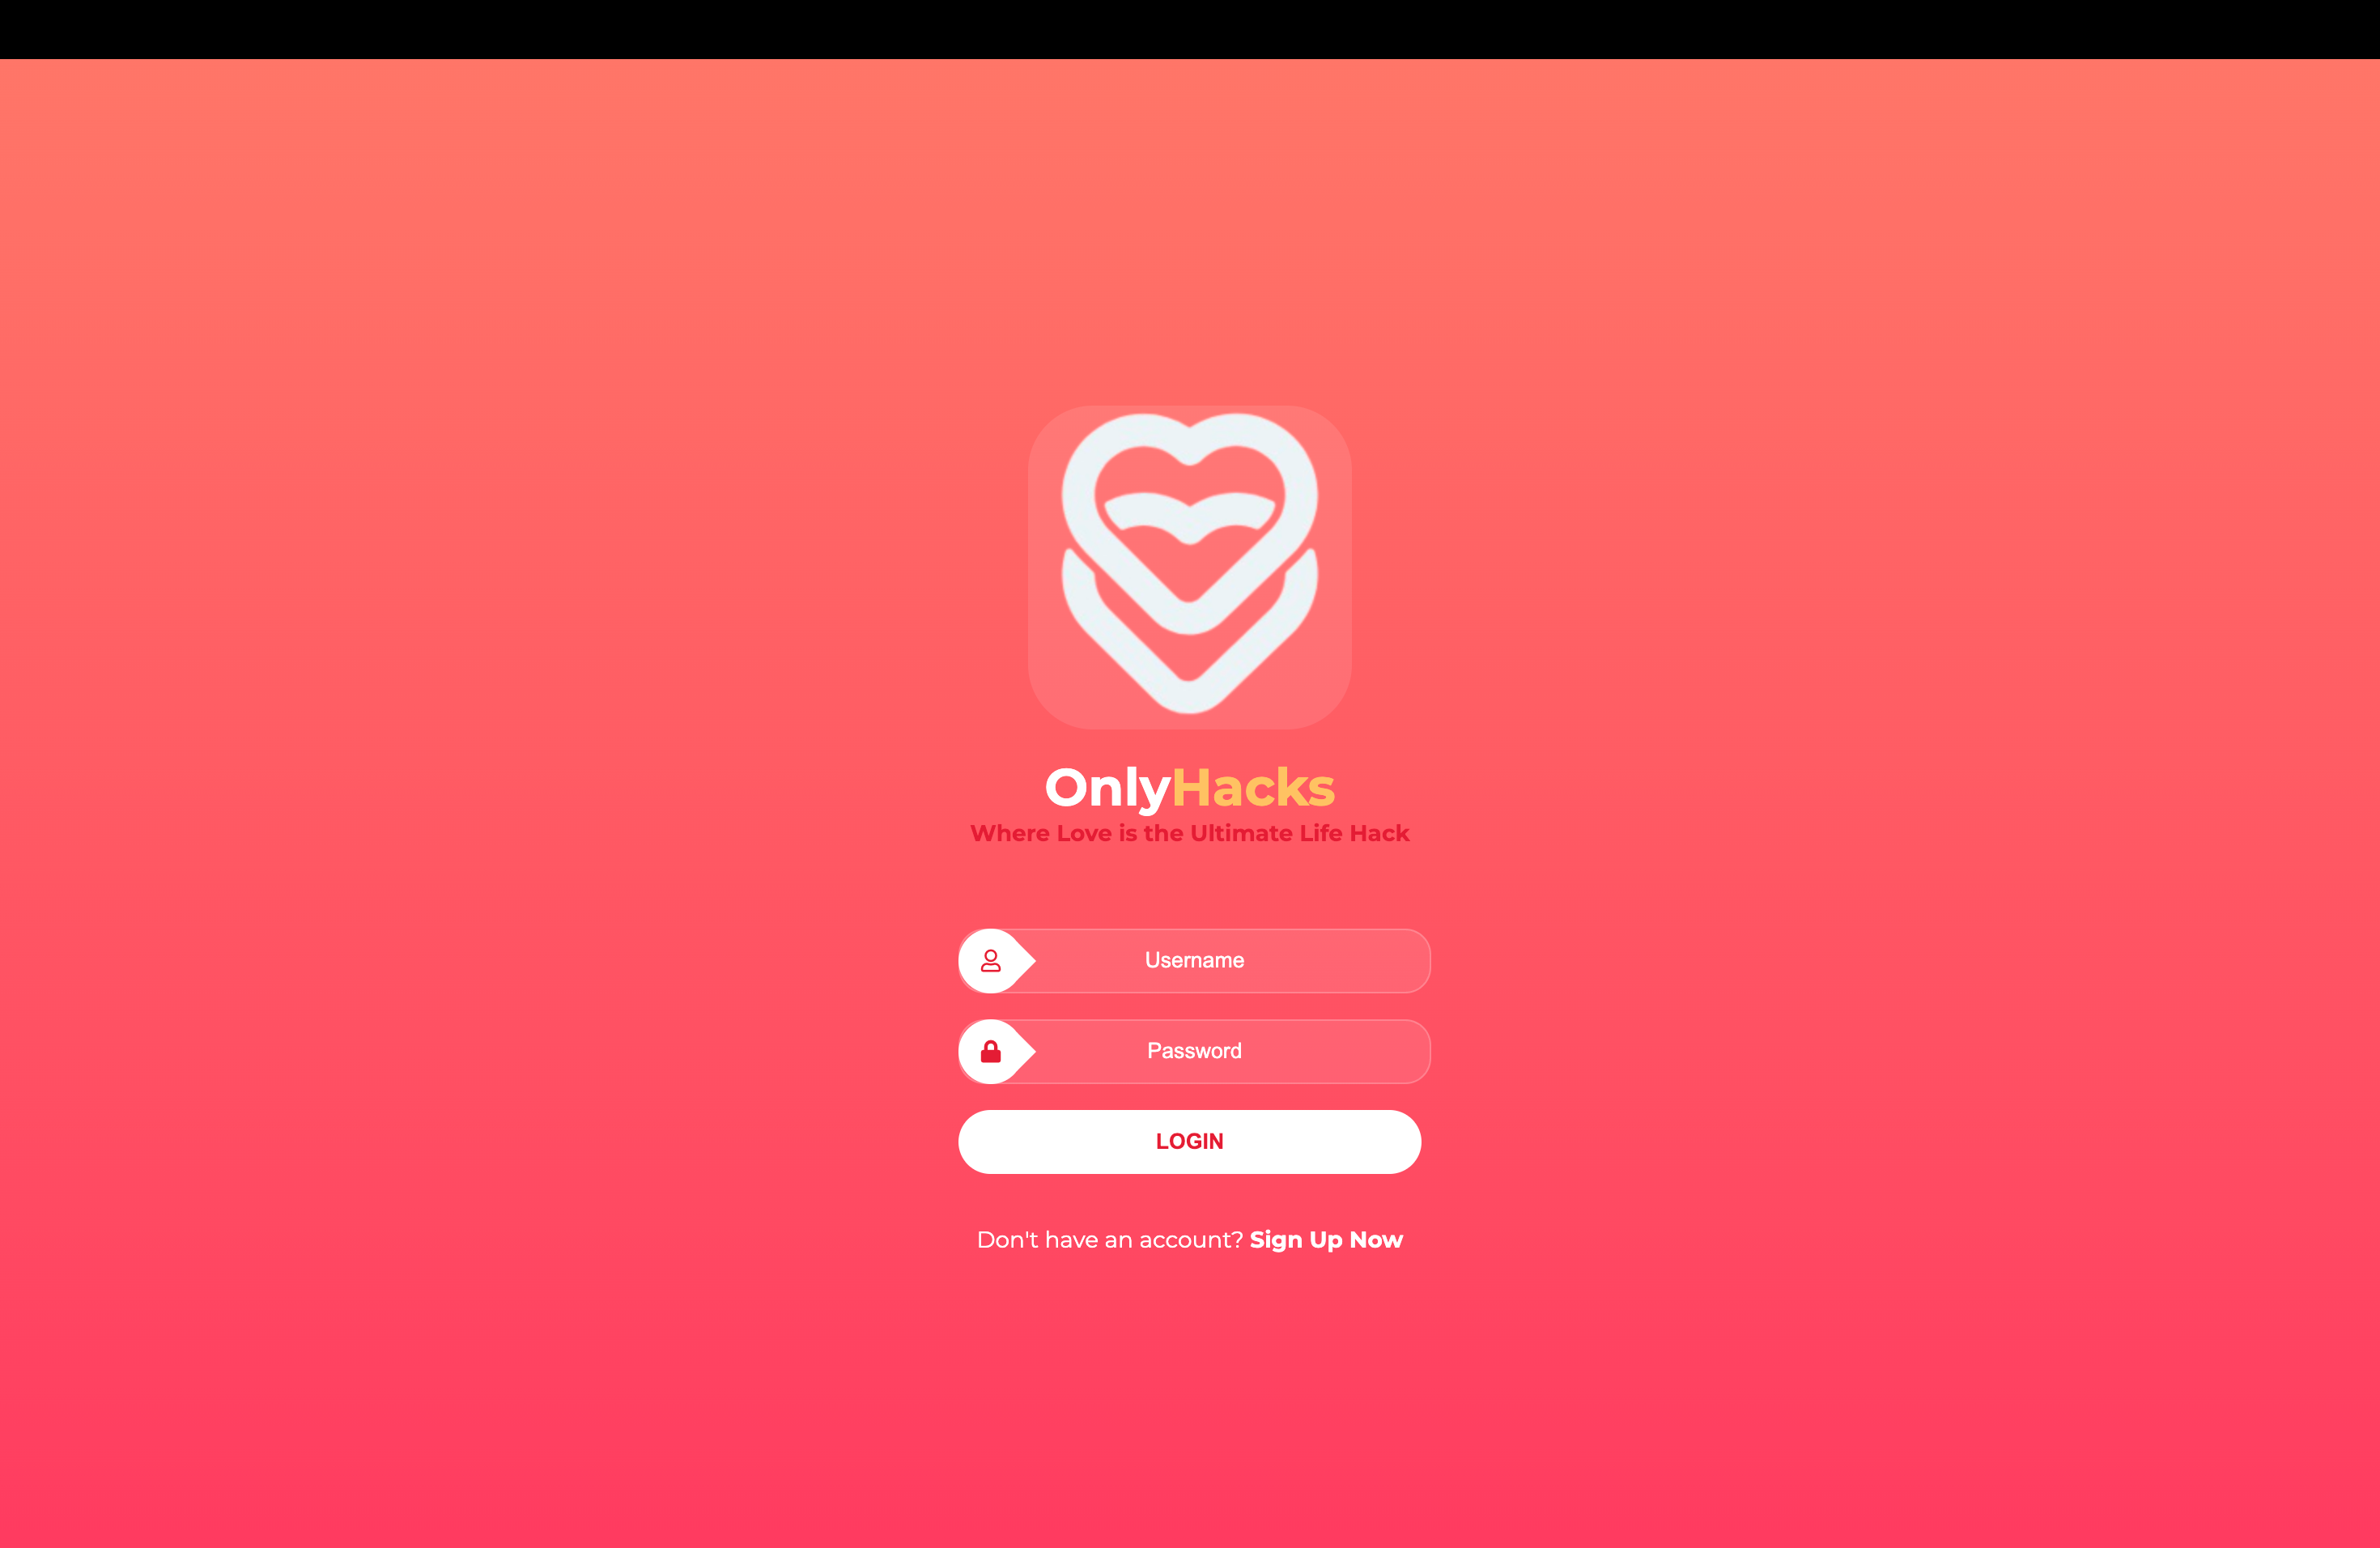 OnlyHacks
Where Love is the Ultimate Life Hack
Username
Password
LOGIN
Don't have an account? Sign Up Now